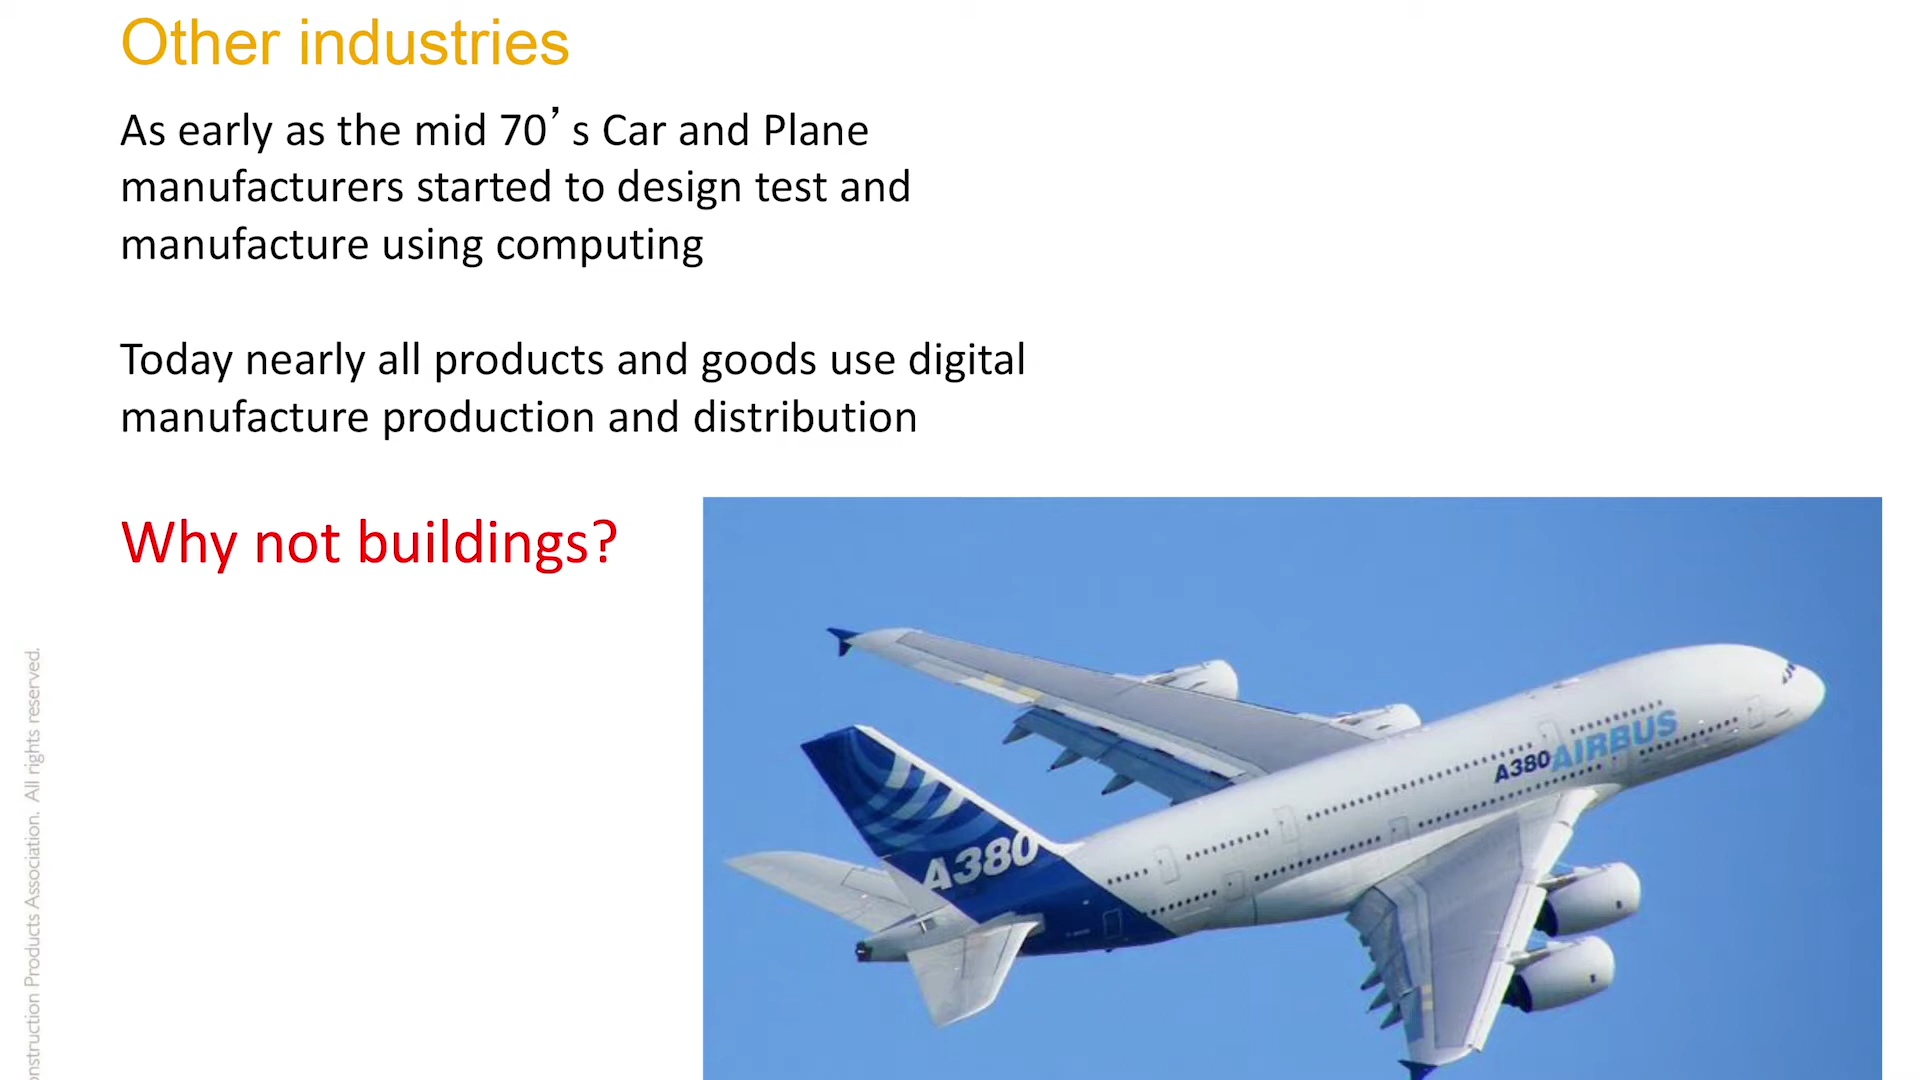 Other industries
As early as the mid 70’s Car and Plane
manufacturers started to design test and
manufacture using computing
Today nearly all products and goods use digital
manufacture production and distribution
Why not buildings?
A380
A380 AIRBUS
Products Association. All rights reserved.